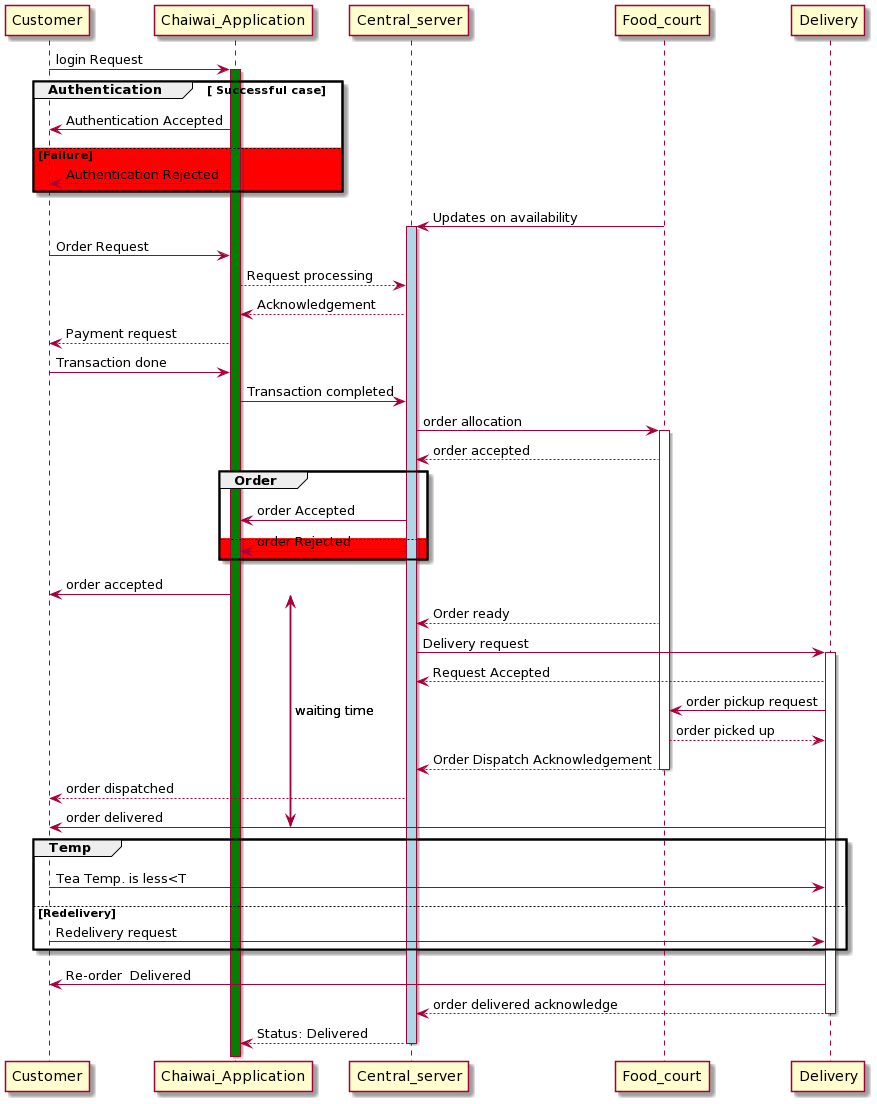 Customer Chaiwai_Application Central_server Food_court Delivery
login Request
Authentication [ Successful case]
Authentication Accepted
[Failure]
Authentication Rejected
Updates on availability
Order Request
Request processing
Acknowledgement
Payment request
Transaction done
Transaction completed
order allocation
order accepted
Order
order Accepted
order Rejected
order accepted
Order ready
Delivery request
Request Accepted
order pickup request
waiting time
order picked up
Order Dispatch Acknowledgement
order dispatched
order delivered
Temp
Tea Temp. is less<T
[Redelivery]
Redelivery request
Re-order  Delivered
order delivered acknowledge
Status: Delivered
Customer Chaiwai_Application Central_server Food_court Delivery